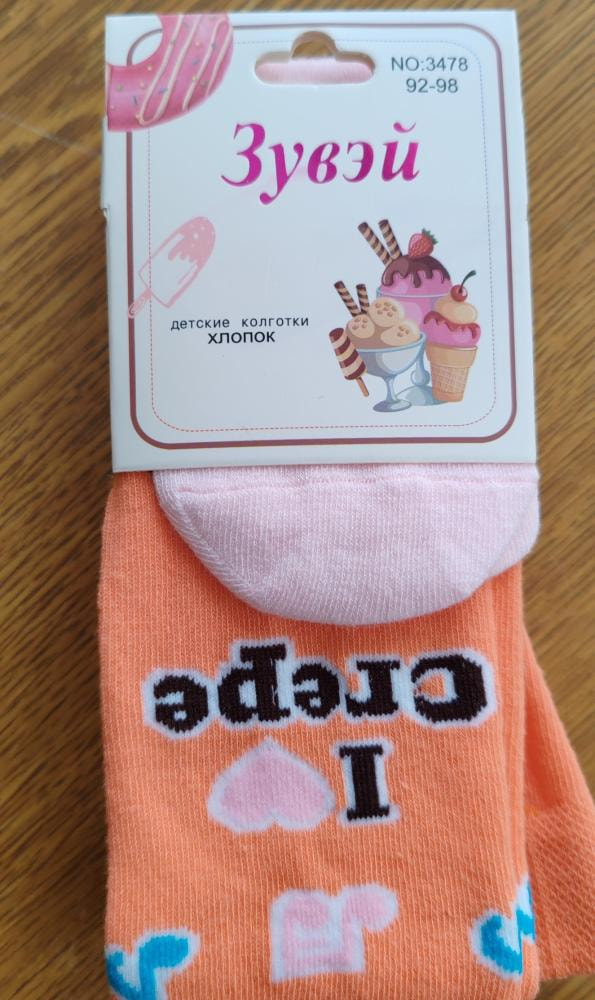 NO:3478
92-98
Зувэй
детские колготки
ХЛОПОК
I
Crepe